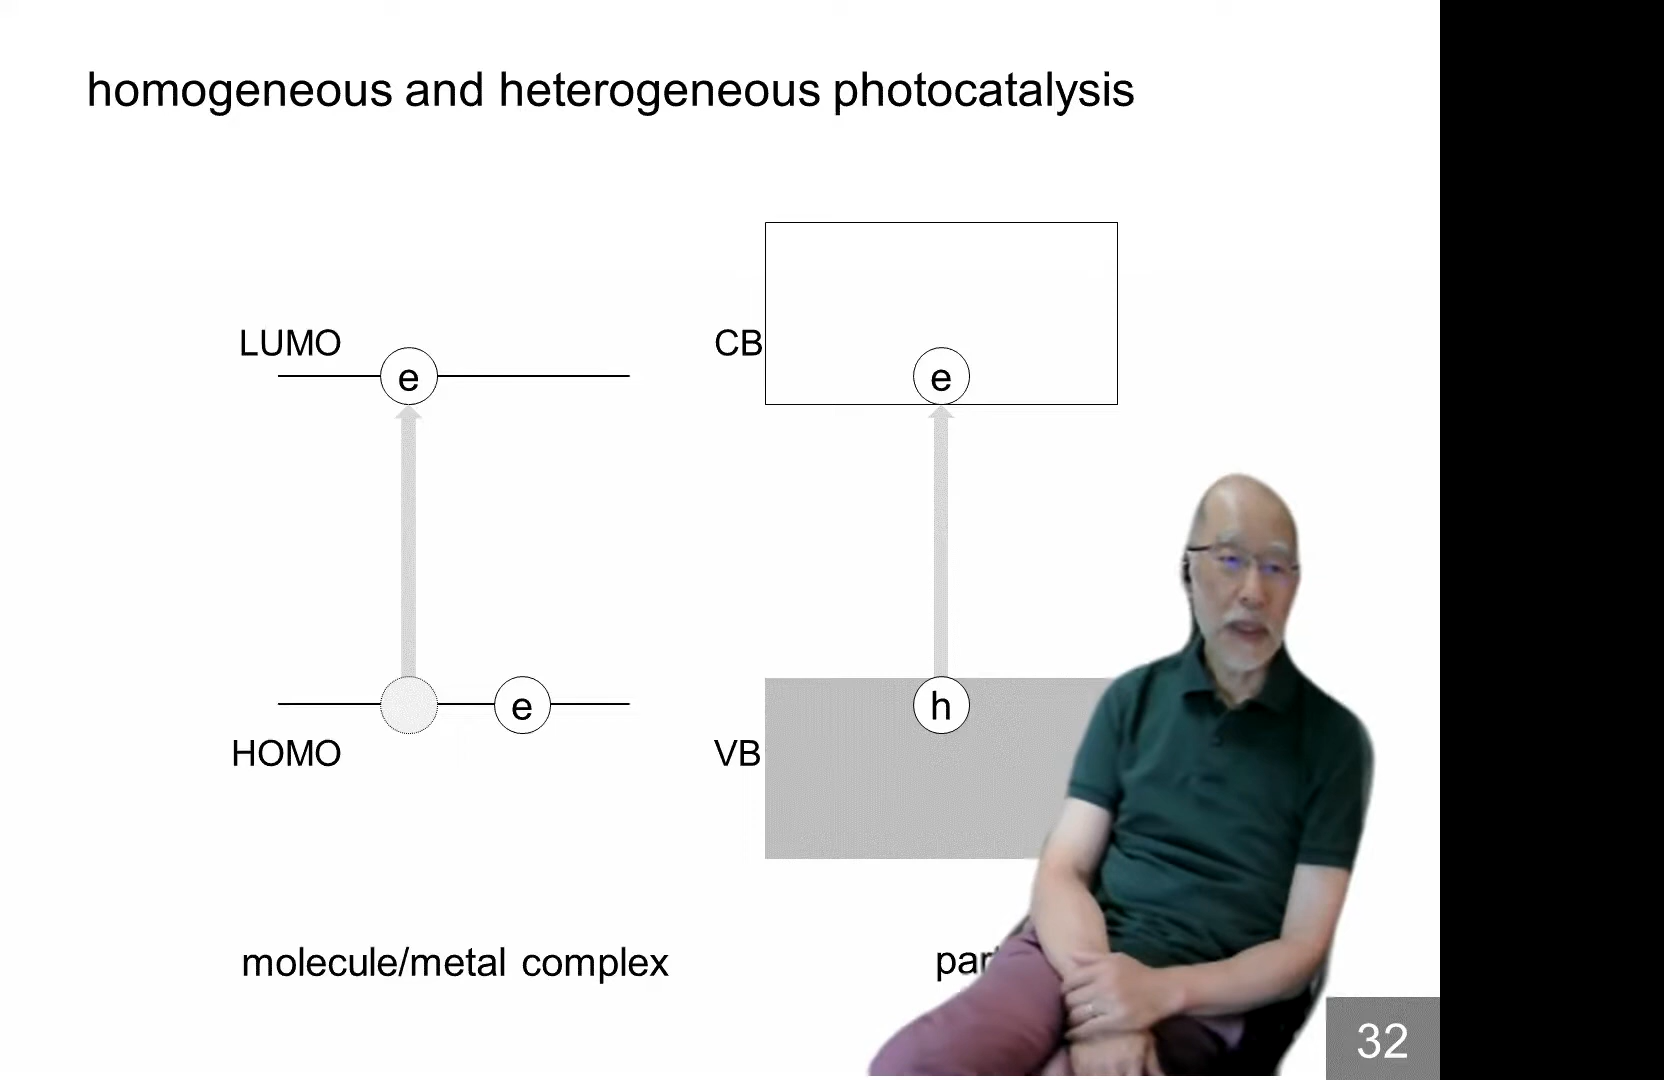 homogeneous and heterogeneous photocatalysis
LUMO
e
CB
e
e
h
HOMO
VB
molecule/metal complex
32